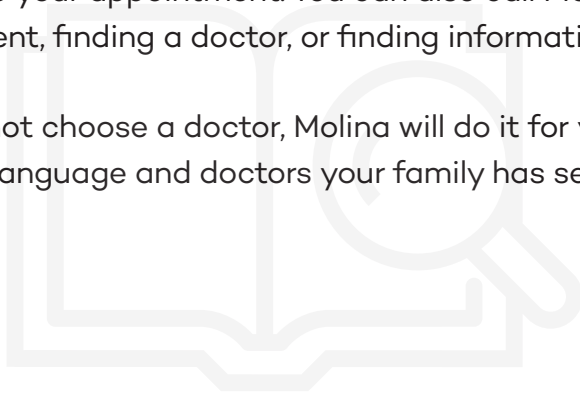 your appointment. You can also call
ent, finding a doctor, or finding informati
ot choose a doctor, Molina will do it for
anguage and doctors your family has se